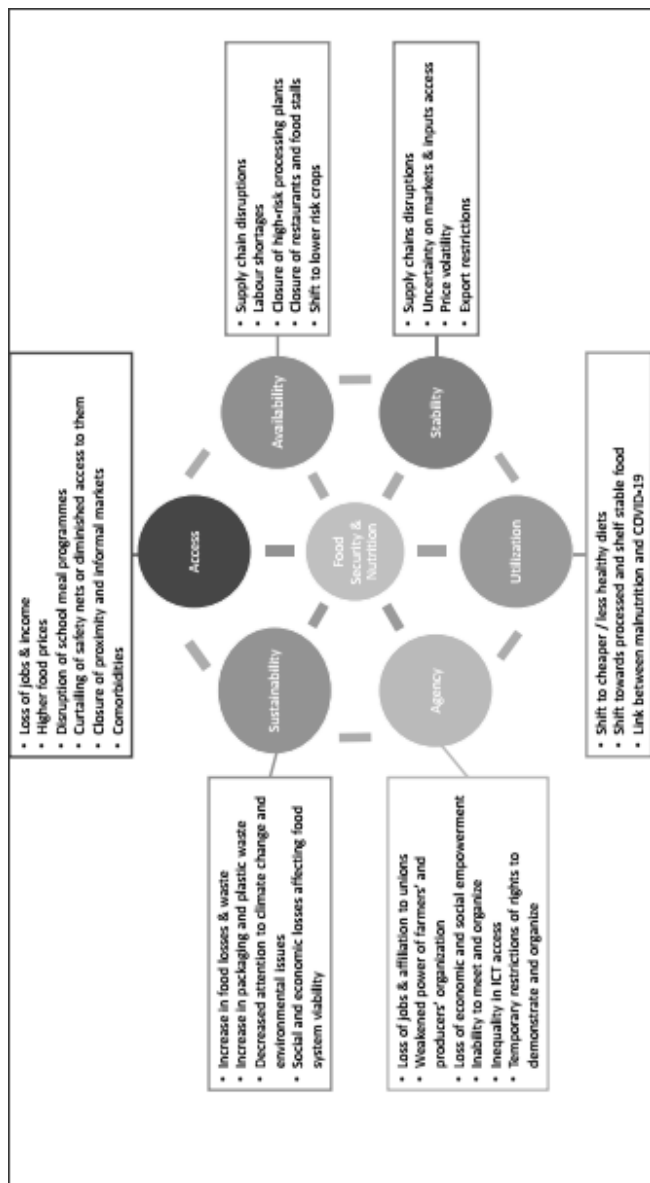 • Loss of jobs & income
• Higher food prices
• Disruption of school meal programmes
• Curtailing of safety nets or diminished access to them
• Closure of proximity and informal markets
• Comorbidities
Access
• Increase in food losses & waste
• Increase in packaging and plastic waste
• Decreased attention to climate change and
environmental issues
• Social and economic losses affecting food
system viability
Sustainability
Availability
• Supply chain disruptions
• Labour shortages
• Closure of high-risk processing plants
• Closure of restaurants and food stalls
• Shift to lower risk crops
Food
Security &
Nutrition
• Loss of jobs & affiliation to unions
• Weakened power of farmers' and
producers' organization
• Loss of economic and social empowerment
• Inability to meet and organize
• Inequality in ICT access
• Temporary restrictions of rights to
demonstrate and organize
Agency
Stability
• Supply chains disruptions
• Uncertainty on markets & inputs access
• Price volatility
• Export restrictions
Utilization
• Shift to cheaper / less healthy diets
• Shift towards processed and shelf stable food
• Link between malnutrition and COVID-19